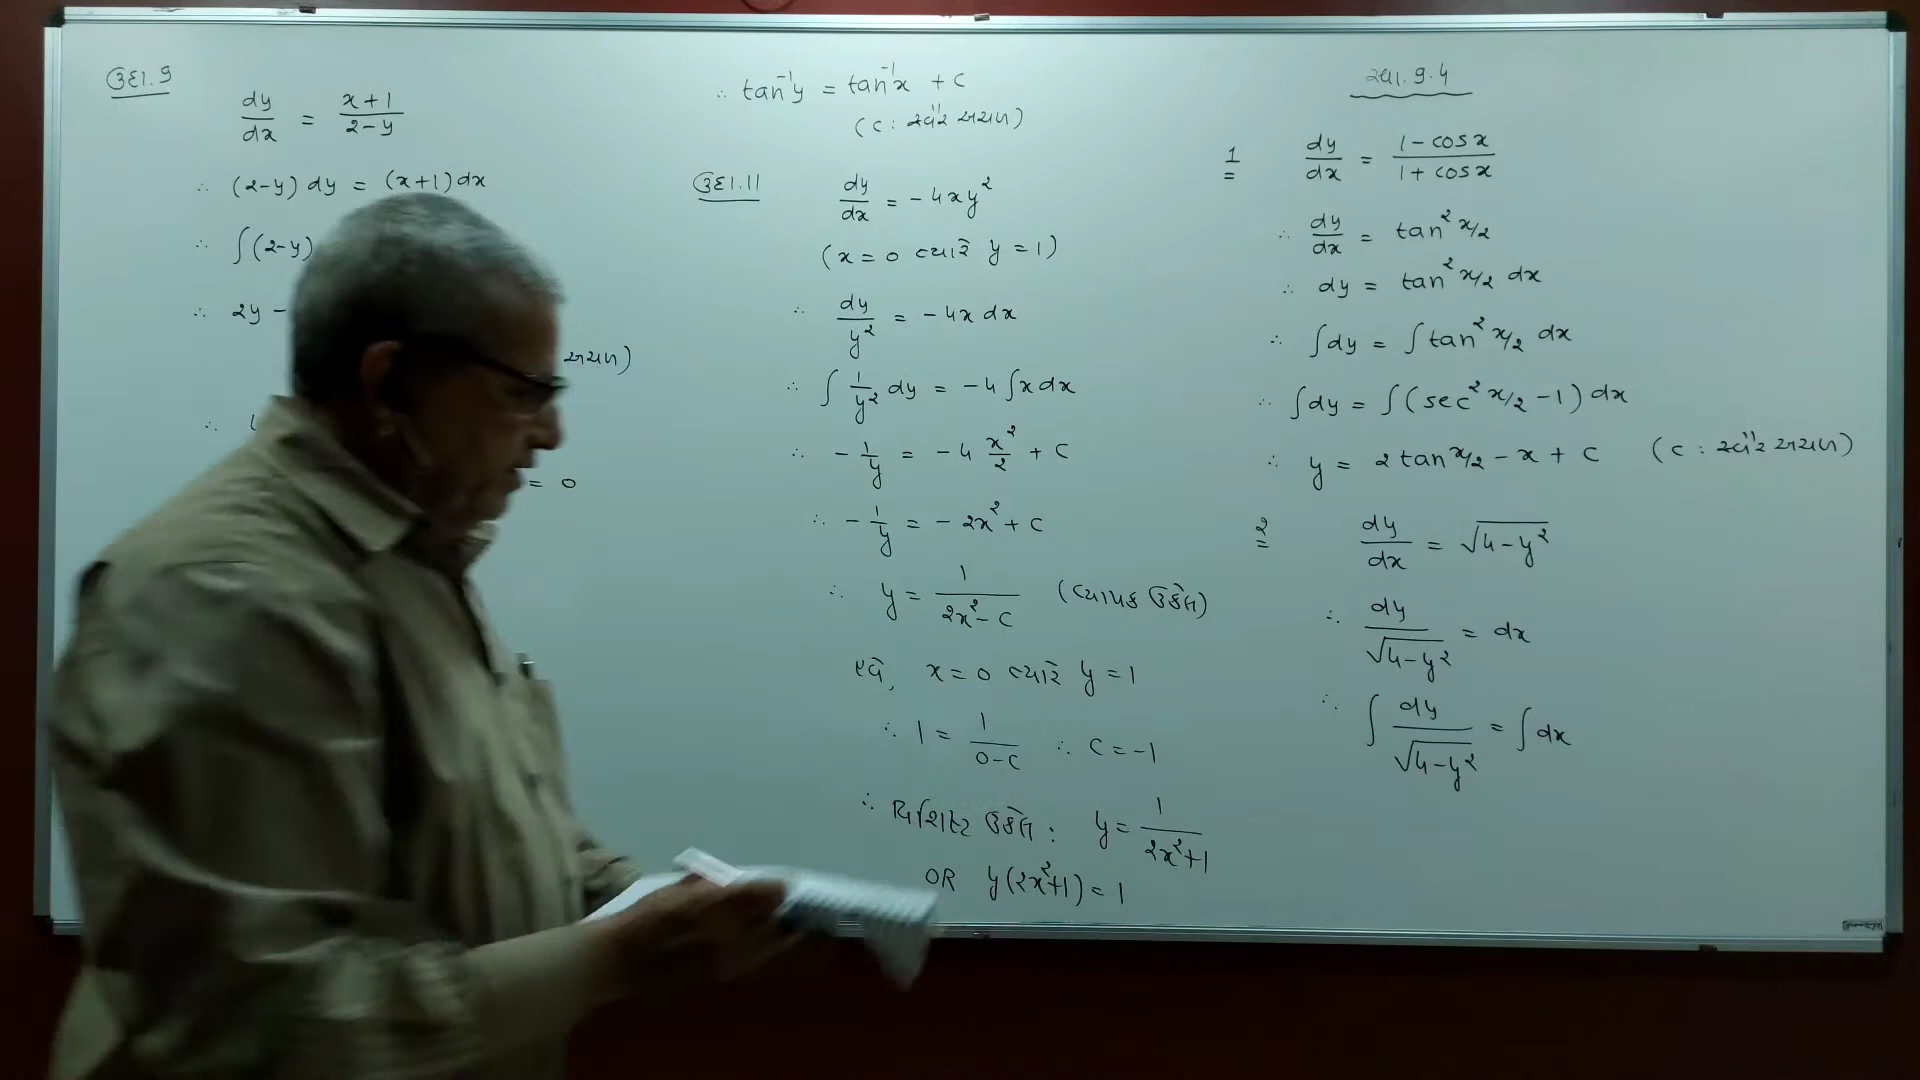 ઉદા. 9
dy/dx = (x+1)/(2-y)
∴ (2-y) dy = (x+1) dx
∴ ∫(2-y)
∴ 2y -
અચળ)
∴
= 0
∴ tan⁻¹y = tan⁻¹x + c
(c : સ્વૈર અચળ)
ઉદા. 11
dy/dx = - 4xy²
(x = 0 ત્યારે y = 1)
∴ dy/y² = - 4x dx
∴ ∫ 1/y² dy = -4 ∫x dx
∴ - 1/y = -4 x²/2 + c
∴ - 1/y = - 2x² + c
∴ y = 1/(2x² - c) (વ્યાપક ઉકેલ)
હવે, x = 0 ત્યારે y = 1
∴ 1 = 1/(0-c) ∴ c = -1
∴ વિશિષ્ટ ઉકેલ : y = 1/(2x²+1)
OR y(2x²+1) = 1
સ્વા. 9.4
1 dy/dx = (1 - cosx)/(1 + cosx)
∴ dy/dx = tan² x/2
∴ dy = tan² x/2 dx
∴ ∫dy = ∫tan² x/2 dx
∴ ∫dy = ∫(sec² x/2 - 1) dx
∴ y = 2 tan x/2 - x + c (c : સ્વૈર અચળ)
2 dy/dx = √(4-y²)
∴ dy/√(4-y²) = dx
∴ ∫ dy/√(4-y²) = ∫dx